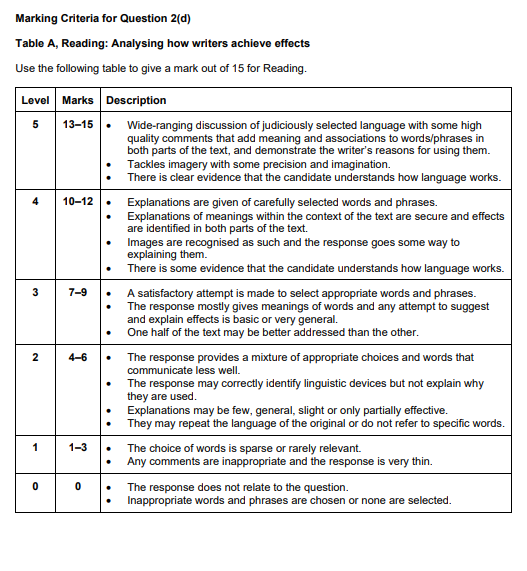 Marking Criteria for Question 2(d)
Table A, Reading: Analysing how writers achieve effects
Use the following table to give a mark out of 15 for Reading.
Level Marks Description
5 13–15 • Wide-ranging discussion of judiciously selected language with some high
quality comments that add meaning and associations to words/phrases in
both parts of the text, and demonstrate the writer's reasons for using them.
• Tackles imagery with some precision and imagination.
• There is clear evidence that the candidate understands how language works.
4 10–12 • Explanations are given of carefully selected words and phrases.
• Explanations of meanings within the context of the text are secure and effects
are identified in both parts of the text.
• Images are recognised as such and the response goes some way to
explaining them.
• There is some evidence that the candidate understands how language works.
3 7–9 • A satisfactory attempt is made to select appropriate words and phrases.
• The response mostly gives meanings of words and any attempt to suggest
and explain effects is basic or very general.
• One half of the text may be better addressed than the other.
2 4–6 • The response provides a mixture of appropriate choices and words that
communicate less well.
• The response may correctly identify linguistic devices but not explain why
they are used.
• Explanations may be few, general, slight or only partially effective.
• They may repeat the language of the original or do not refer to specific words.
1 1–3 • The choice of words is sparse or rarely relevant.
• Any comments are inappropriate and the response is very thin.
0 0 • The response does not relate to the question.
• Inappropriate words and phrases are chosen or none are selected.